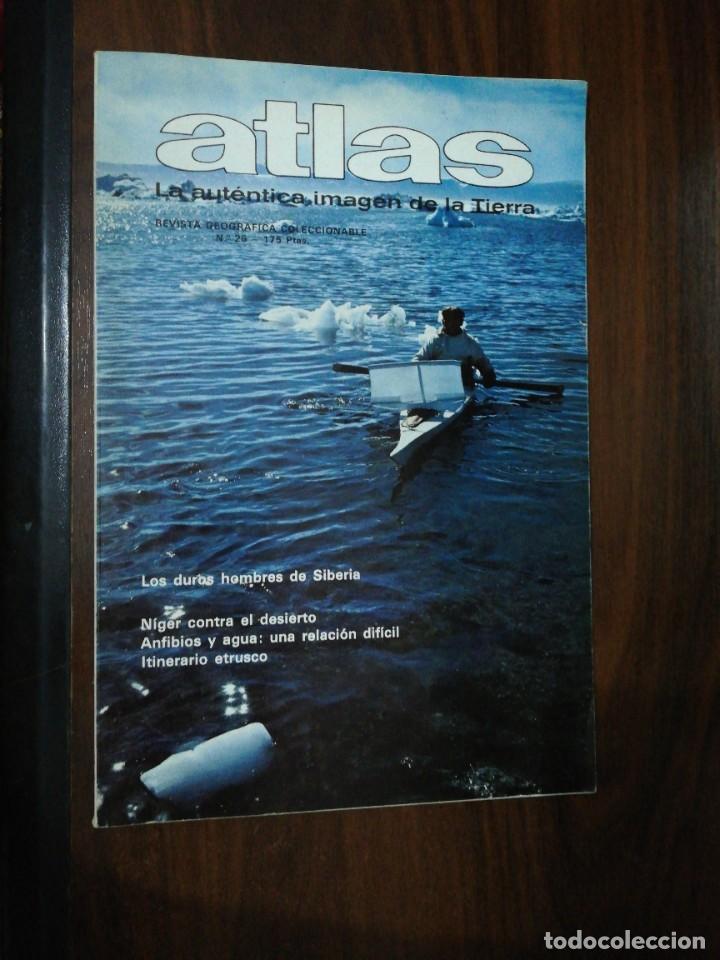 atlas
La auténtica imagen de la Tierra
REVISTA GEOGRAFICA COLECCIONABLE
N.º 26 - 175 Ptas.
Los duros hombres de Siberia
Níger contra el desierto
Anfibios y agua: una relación difícil
Itinerario etrusco
todocoleccion